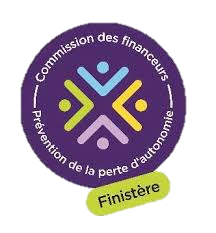 Commission des financeurs
Prévention de la perte d'autonomie
Finistère